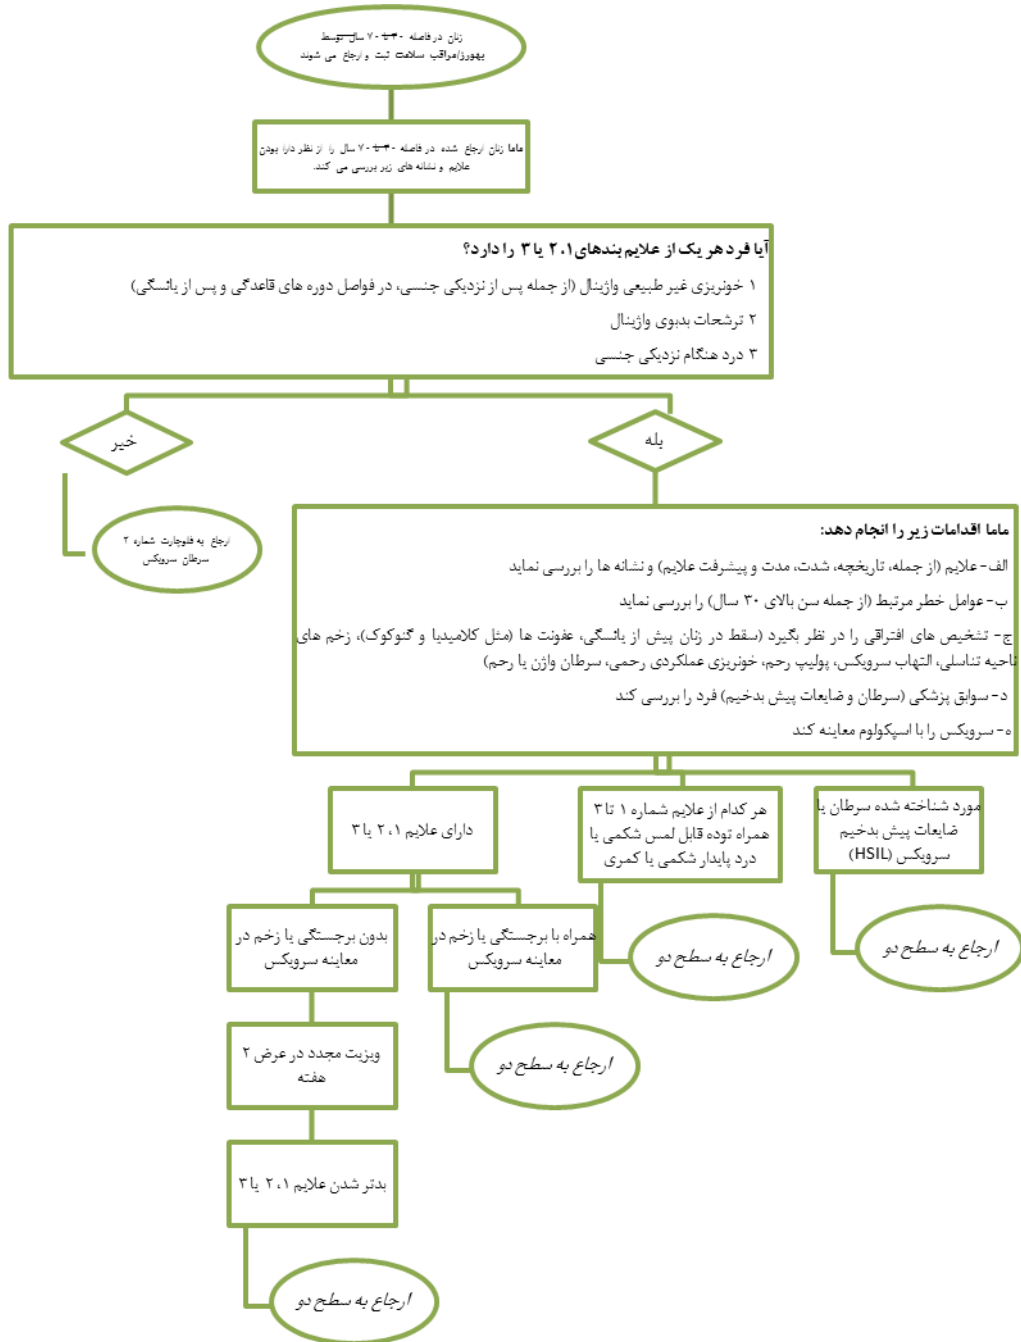 زنان در فاصله ۳۰ تا ۷۰ سال توسط
بهورز/مراقب سلامت ثبت و ارجاع می شوند
ماما زنان ارجاع شده در فاصله ۳۰ تا ۷۰ سال را از نظر دارا بودن
علایم و نشانه های زیر بررسی می کند.
آیا فرد هر یک از علایم بندهای ۱، ۲ یا ۳ را دارد؟
۱ خونریزی غیر طبیعی واژینال (از جمله پس از نزدیکی جنسی، در فواصل دوره های قاعدگی و پس از یائسگی)
۲ ترشحات بدبوی واژینال
۳ درد هنگام نزدیکی جنسی
بله
خیر
ارجاع به فلوچارت شماره ۲
سرطان سرویکس
ماما اقدامات زیر را انجام دهد:
الف- علایم (از جمله، تاریخچه، شدت، مدت و پیشرفت علایم) و نشانه ها را بررسی نماید
ب- عوامل خطر مرتبط (از جمله سن بالای ۳۰ سال) را بررسی نماید
ج- تشخیص های افتراقی را در نظر بگیرد (سقط در زنان پیش از یائسگی، عفونت ها (مثل کلامیدیا و گنوکوک)، زخم های
ناحیه تناسلی، التهاب سرویکس، پولیپ رحم، خونریزی عملکردی رحمی، سرطان واژن یا رحم)
د- سوابق پزشکی (سرطان و ضایعات پیش بدخیم) فرد را بررسی کند
ه- سرویکس را با اسپکولوم معاینه کند
مورد شناخته شده سرطان یا
ضایعات پیش بدخیم
سرویکس (HSIL)
ارجاع به سطح دو
هر کدام از علایم شماره ۱ تا ۳
همراه توده قابل لمس شکمی یا
درد پایدار شکمی یا کمری
ارجاع به سطح دو
دارای علایم ۱، ۲ یا ۳
همراه با برجستگی یا زخم در
معاینه سرویکس
ارجاع به سطح دو
بدون برجستگی یا زخم در
معاینه سرویکس
ویزیت مجدد در عرض ۲
هفته
بدتر شدن علایم ۱، ۲ یا ۳
ارجاع به سطح دو